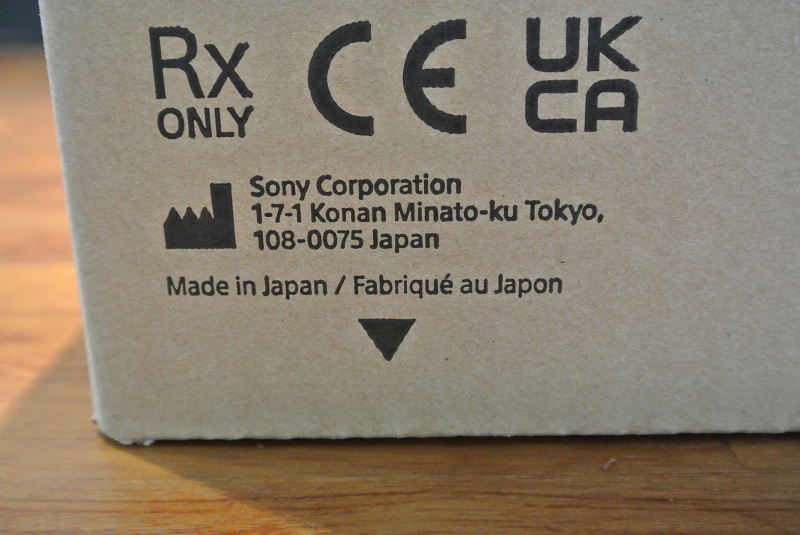 Rx
ONLY
CE
UK
CA
Sony Corporation
1-7-1 Konan Minato-ku Tokyo,
108-0075 Japan
Made in Japan / Fabriqué au Japon